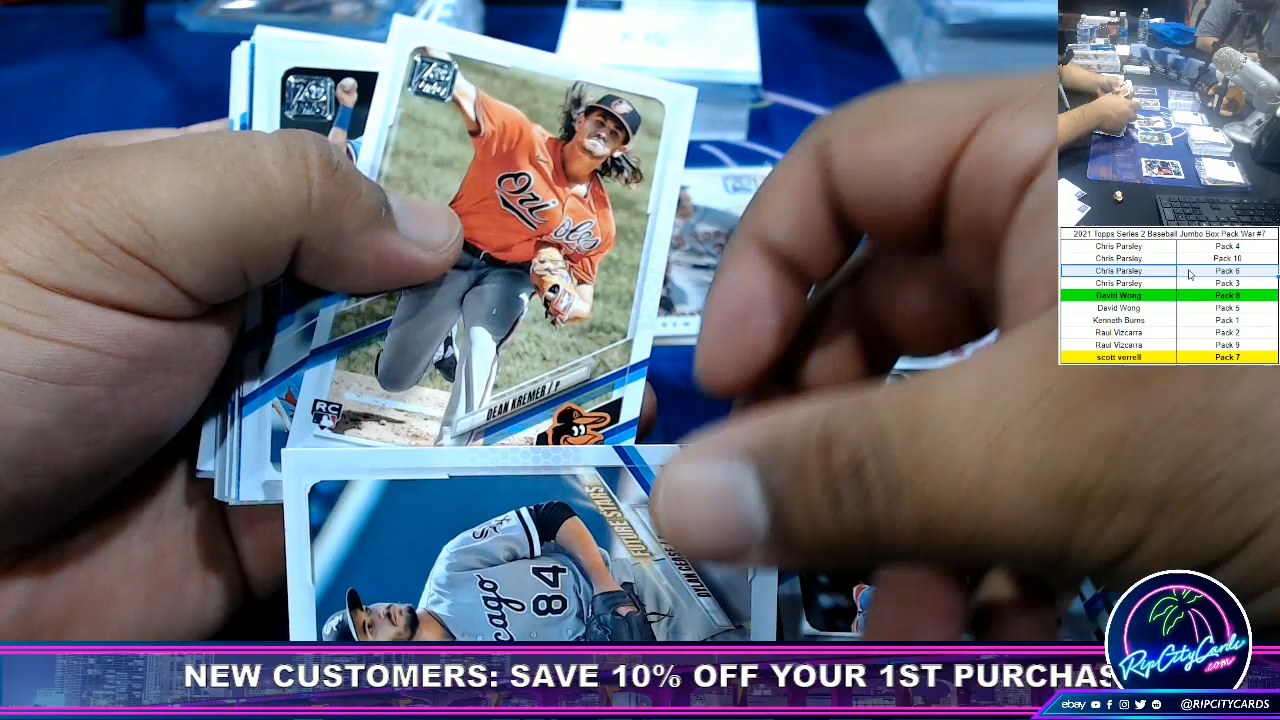 Orioles
DEAN KREMER / P
RC
FUTURE STARS
DYLAN CEASE
Sox
cago
84
2021 Topps Series 2 Baseball Jumbo Box Pack War #7
Chris Parsley Pack 4
Chris Parsley Pack 10
Chris Parsley Pack 6
Chris Parsley Pack 3
David Wong Pack 8
David Wong Pack 5
Kenneth Burns Pack 1
Raul Vizcarra Pack 2
Raul Vizcarra Pack 9
scott verrell Pack 7
NEW CUSTOMERS: SAVE 10% OFF YOUR 1ST PURCHAS
RipCityCards
.com
ebay @RIPCITYCARDS